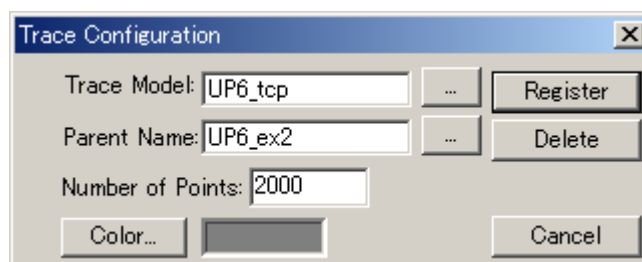 Trace Configuration
Trace Model: UP6_tcp ... Register
Parent Name: UP6_ex2 ... Delete
Number of Points: 2000
Color... Cancel